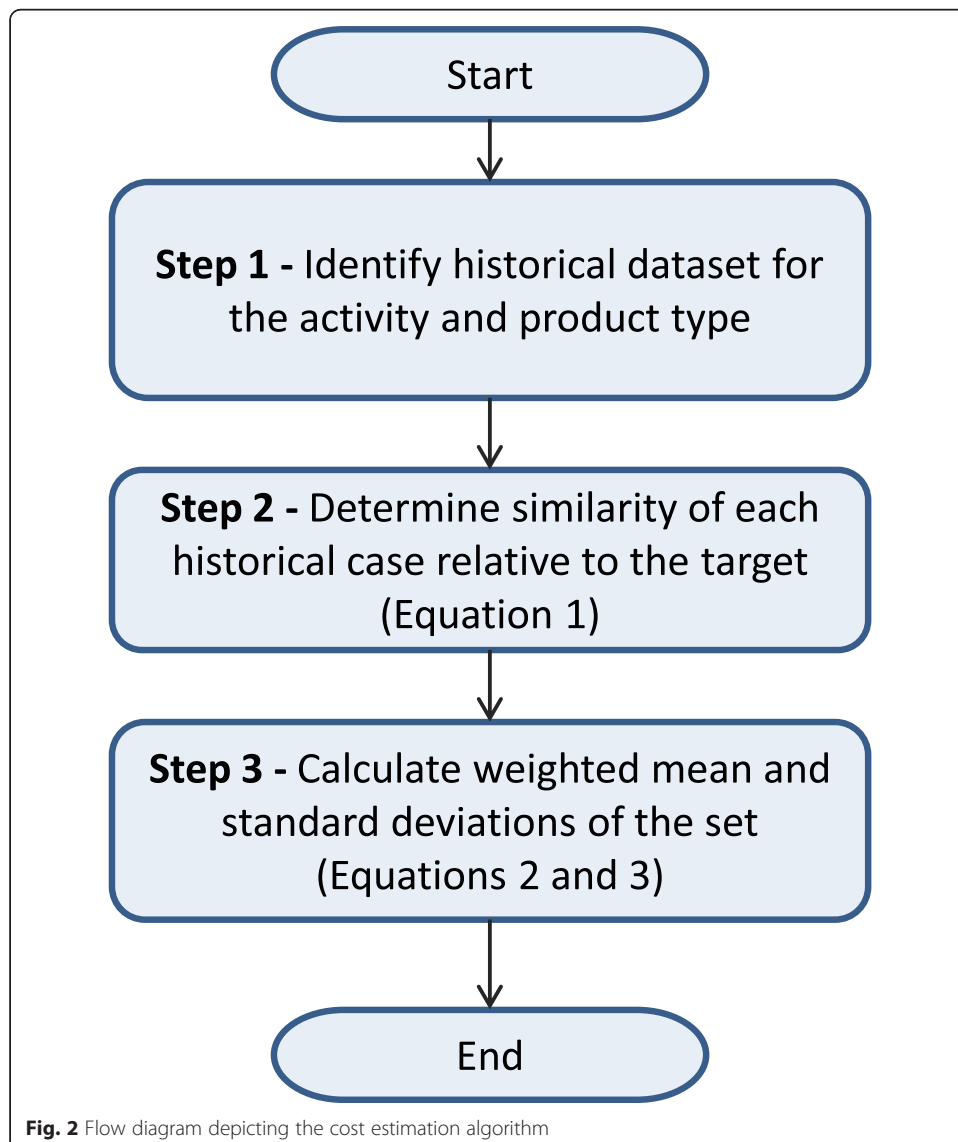 Start
Step 1 - Identify historical dataset for
the activity and product type
Step 2 - Determine similarity of each
historical case relative to the target
(Equation 1)
Step 3 - Calculate weighted mean and
standard deviations of the set
(Equations 2 and 3)
End
Fig. 2 Flow diagram depicting the cost estimation algorithm